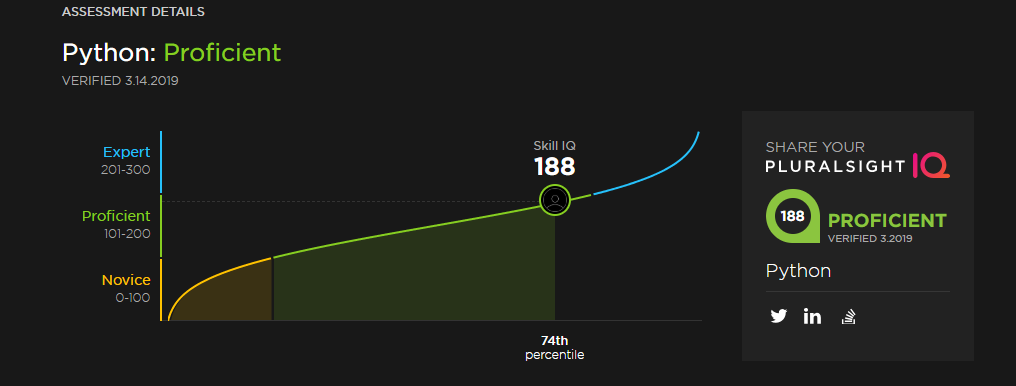 ASSESSMENT DETAILS
Python: Proficient
VERIFIED 3.14.2019
Expert
201-300
Proficient
101-200
Novice
0-100
Skill IQ
188
74th
percentile
SHARE YOUR
PLURALSIGHT IQ
188 PROFICIENT
VERIFIED 3.2019
Python